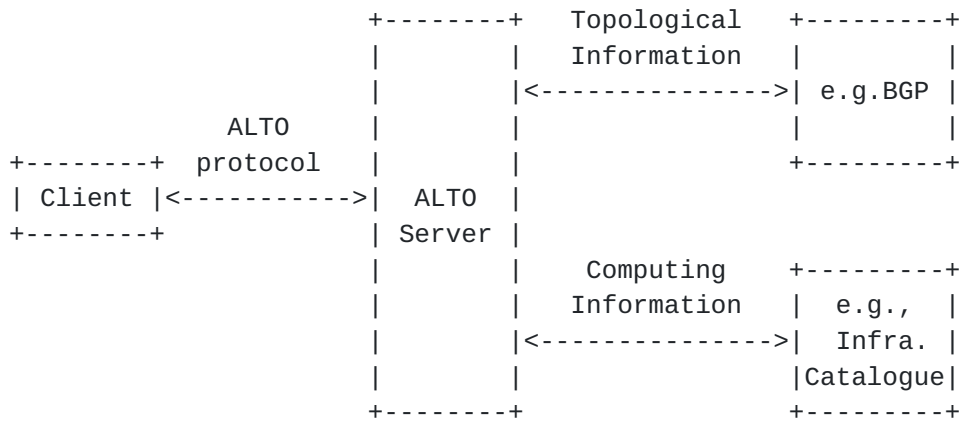 Topological
Information
e.g.BGP
ALTO
protocol
Client
ALTO
Server
Computing
Information
e.g.,
Infra.
Catalogue